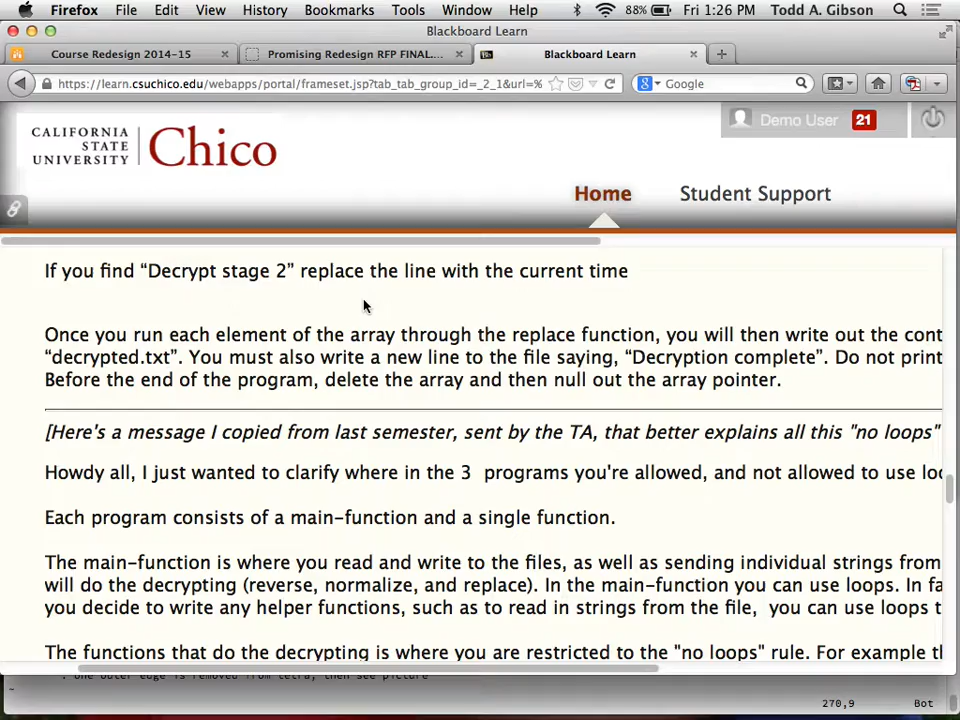 Firefox File Edit View History Bookmarks Tools Window Help 88% Fri 1:26 PM Todd A. Gibson
Blackboard Learn
Course Redesign 2014-15 Promising Redesign RFP FINAL... Blackboard Learn
https://learn.csuchico.edu/webapps/portal/frameset.jsp?tab_tab_group_id=_2_1&url=% Google
CALIFORNIA
STATE
UNIVERSITY
Chico
Demo User 21
Home Student Support
If you find “Decrypt stage 2” replace the line with the current time
Once you run each element of the array through the replace function, you will then write out the cont
“decrypted.txt”. You must also write a new line to the file saying, “Decryption complete”. Do not print
Before the end of the program, delete the array and then null out the array pointer.
[Here's a message I copied from last semester, sent by the TA, that better explains all this "no loops"
Howdy all, I just wanted to clarify where in the 3 programs you're allowed, and not allowed to use loo
Each program consists of a main-function and a single function.
The main-function is where you read and write to the files, as well as sending individual strings from
will do the decrypting (reverse, normalize, and replace). In the main-function you can use loops. In fa
you decide to write any helper functions, such as to read in strings from the file, you can use loops t
The functions that do the decrypting is where you are restricted to the "no loops" rule. For example th
. one outer edge is removed from tetra, then see picture
270,9 Bot